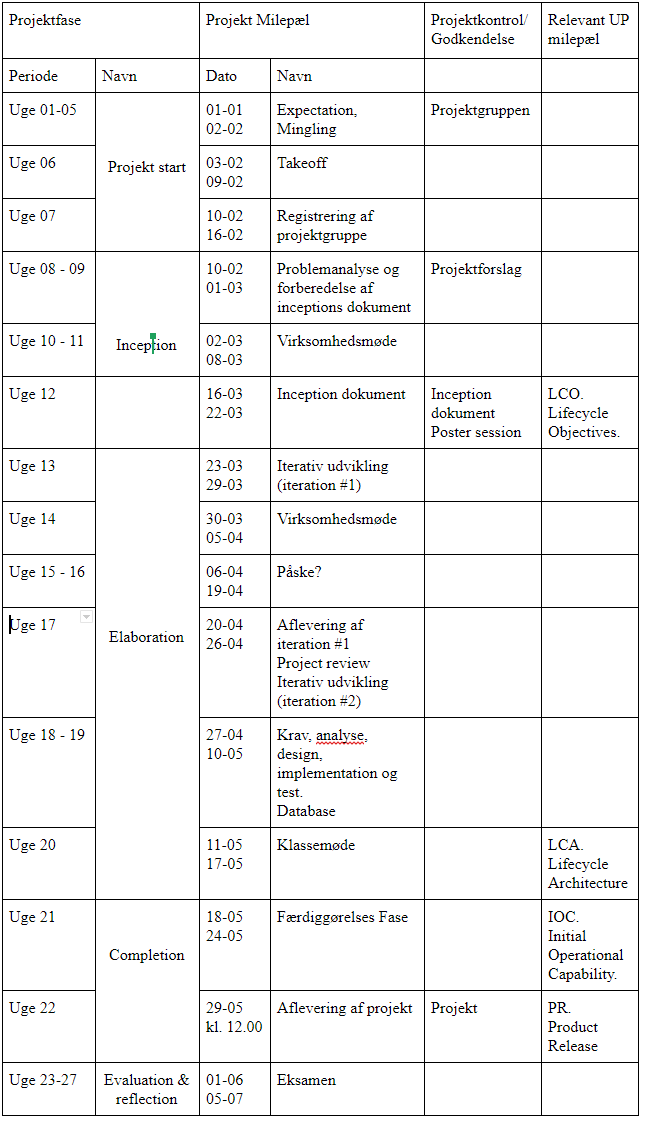 Projektfase
Projekt Milepæl
Projektkontrol/
Godkendelse
Relevant UP
milepæl
Periode
Navn
Dato
Navn
Uge 01-05
Projekt start
01-01
02-02
Expectation,
Mingling
Projektgruppen
Uge 06
03-02
09-02
Takeoff
Uge 07
10-02
16-02
Registrering af
projektgruppe
Uge 08 - 09
Inception
10-02
01-03
Problemanalyse og
forberedelse af
inceptions dokument
Projektforslag
Uge 10 - 11
02-03
08-03
Virksomhedsmøde
Uge 12
16-03
22-03
Inception dokument
Inception
dokument
Poster session
LCO.
Lifecycle
Objectives.
Uge 13
Elaboration
23-03
29-03
Iterativ udvikling
(iteration #1)
Uge 14
30-03
05-04
Virksomhedsmøde
Uge 15 - 16
06-04
19-04
Påske?
Uge 17
20-04
26-04
Aflevering af
iteration #1
Project review
Iterativ udvikling
(iteration #2)
Uge 18 - 19
27-04
10-05
Krav, analyse,
design,
implementation og
test.
Database
Uge 20
11-05
17-05
Klassemøde
LCA.
Lifecycle
Architecture
Uge 21
Completion
18-05
24-05
Færdiggørelses Fase
IOC.
Initial
Operational
Capability.
Uge 22
29-05
kl. 12.00
Aflevering af projekt
Projekt
PR.
Product
Release
Uge 23-27
Evaluation &
reflection
01-06
05-07
Eksamen